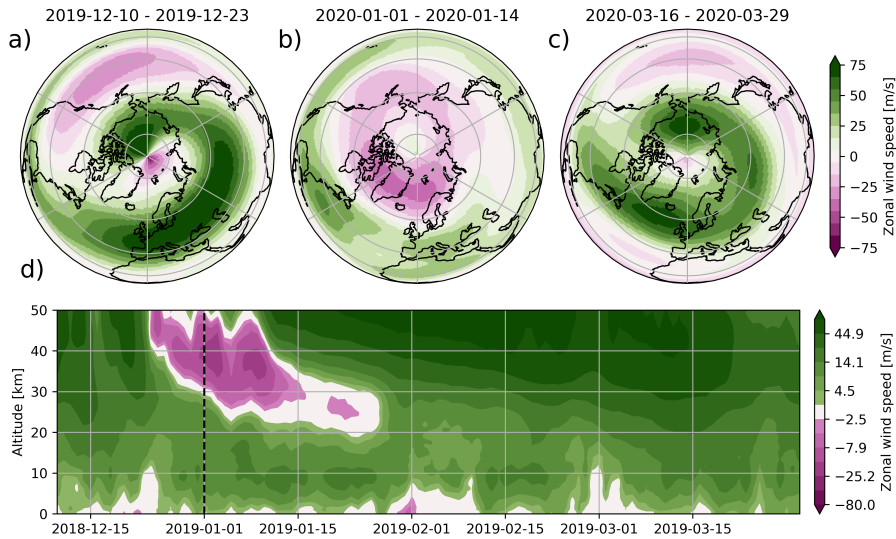 2019-12-10 - 2019-12-23
2020-01-01 - 2020-01-14
2020-03-16 - 2020-03-29
a)
b)
c)
75
50
25
0
−25
−50
−75
Zonal wind speed [m/s]
d)
50
40
30
20
10
0
Altitude [km]
2018-12-15
2019-01-01
2019-01-15
2019-02-01
2019-02-15
2019-03-01
2019-03-15
44.9
14.1
4.5
−2.5
−7.9
−25.2
−80.0
Zonal wind speed [m/s]